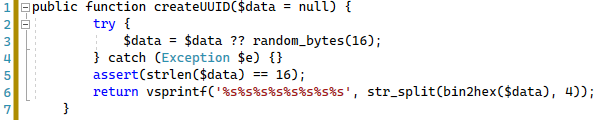 1 public function createUUID($data = null) {
2 try {
3 $data = $data ?? random_bytes(16);
4 } catch (Exception $e) {}
5 assert(strlen($data) == 16);
6 return vsprintf('%s%s%s%s%s%s%s%s', str_split(bin2hex($data), 4));
7 }